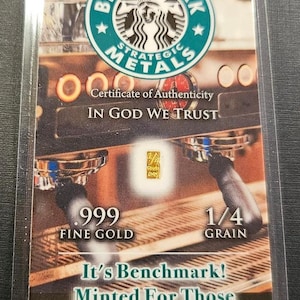 STRATEGIC
METALS
Certificate of Authenticity
IN GOD WE TRUST
.999
FINE GOLD
1/4
GRAIN
It's Benchmark!
Minted For Those